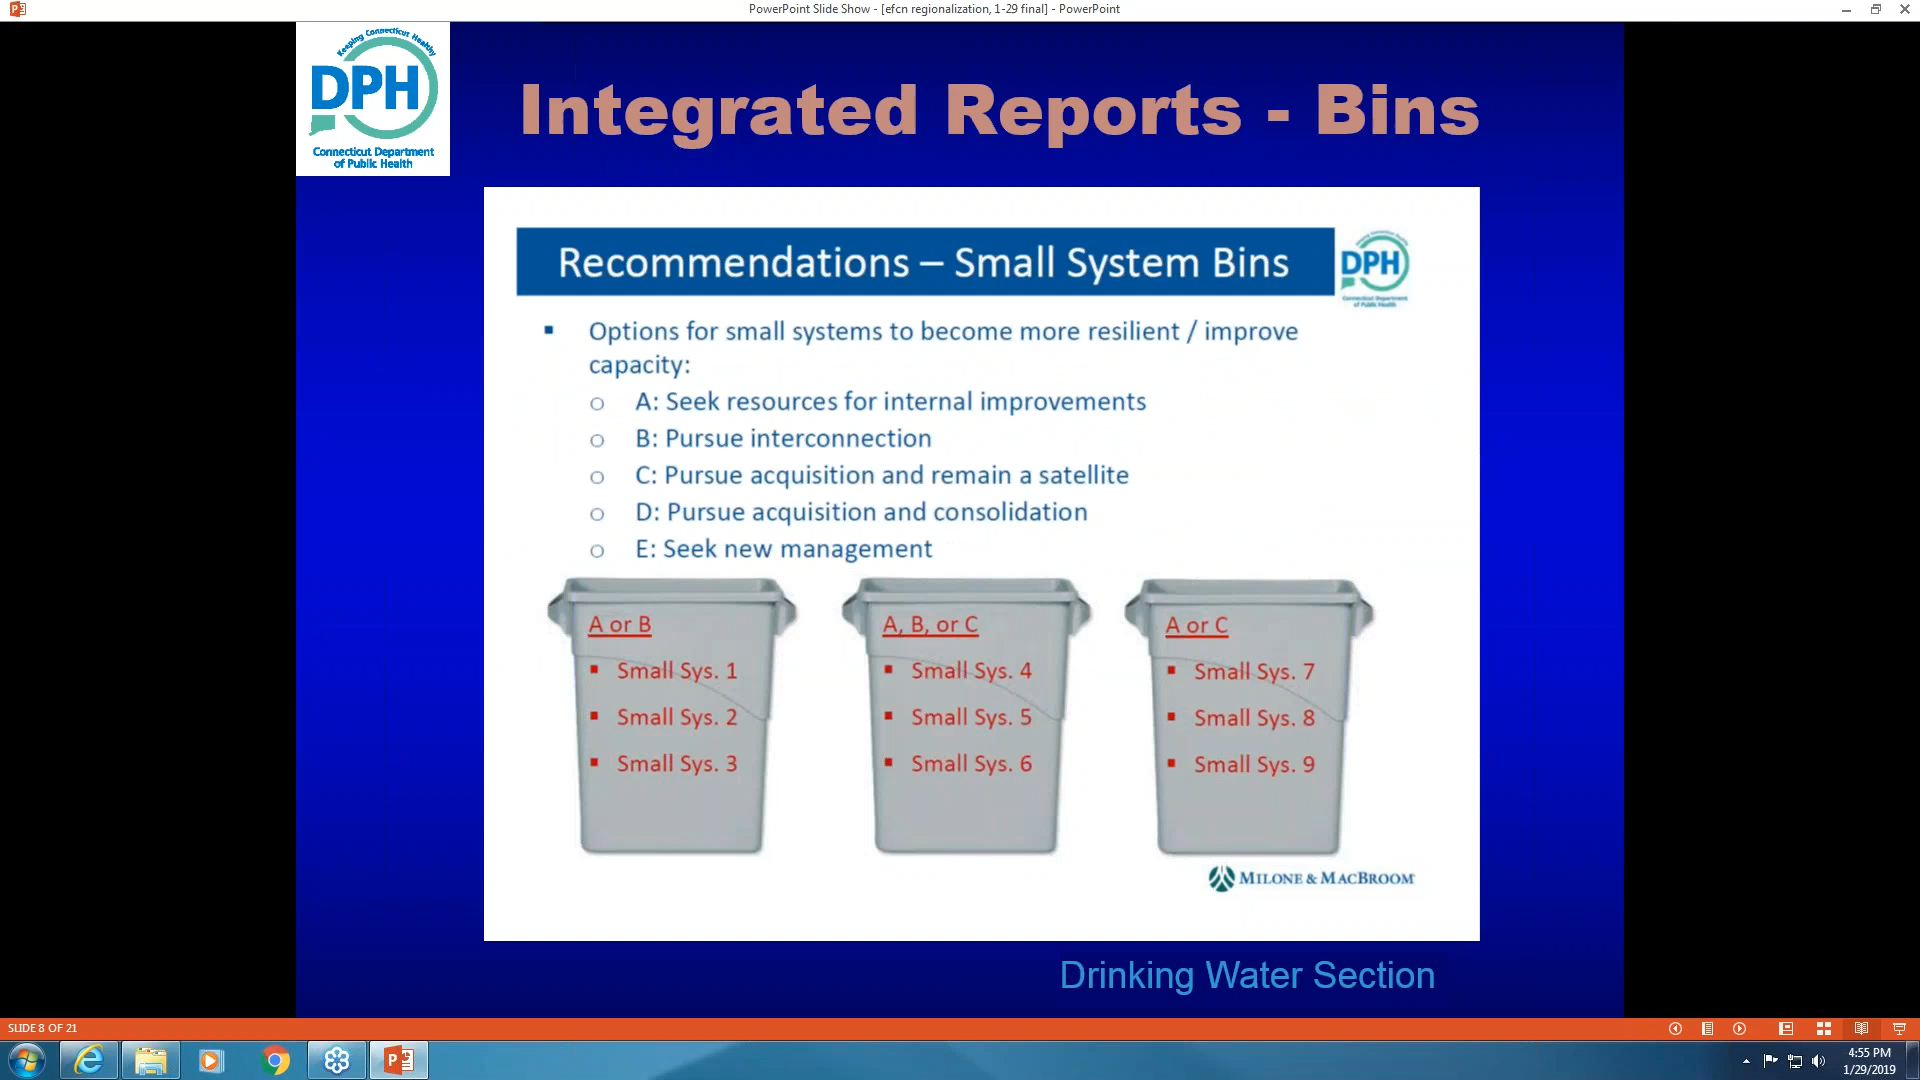 PowerPoint Slide Show - [efcn regionalization, 1-29 final] - PowerPoint
Keeping Connecticut Healthy
DPH
Connecticut Department
of Public Health
Integrated Reports - Bins
Recommendations – Small System Bins
DPH
Connecticut Department
of Public Health
▪ Options for small systems to become more resilient / improve
capacity:
o A: Seek resources for internal improvements
o B: Pursue interconnection
o C: Pursue acquisition and remain a satellite
o D: Pursue acquisition and consolidation
o E: Seek new management
A or B
▪ Small Sys. 1
▪ Small Sys. 2
▪ Small Sys. 3
A, B, or C
▪ Small Sys. 4
▪ Small Sys. 5
▪ Small Sys. 6
A or C
▪ Small Sys. 7
▪ Small Sys. 8
▪ Small Sys. 9
MILONE & MACBROOM
Drinking Water Section
SLIDE 8 OF 21
4:55 PM
1/29/2019